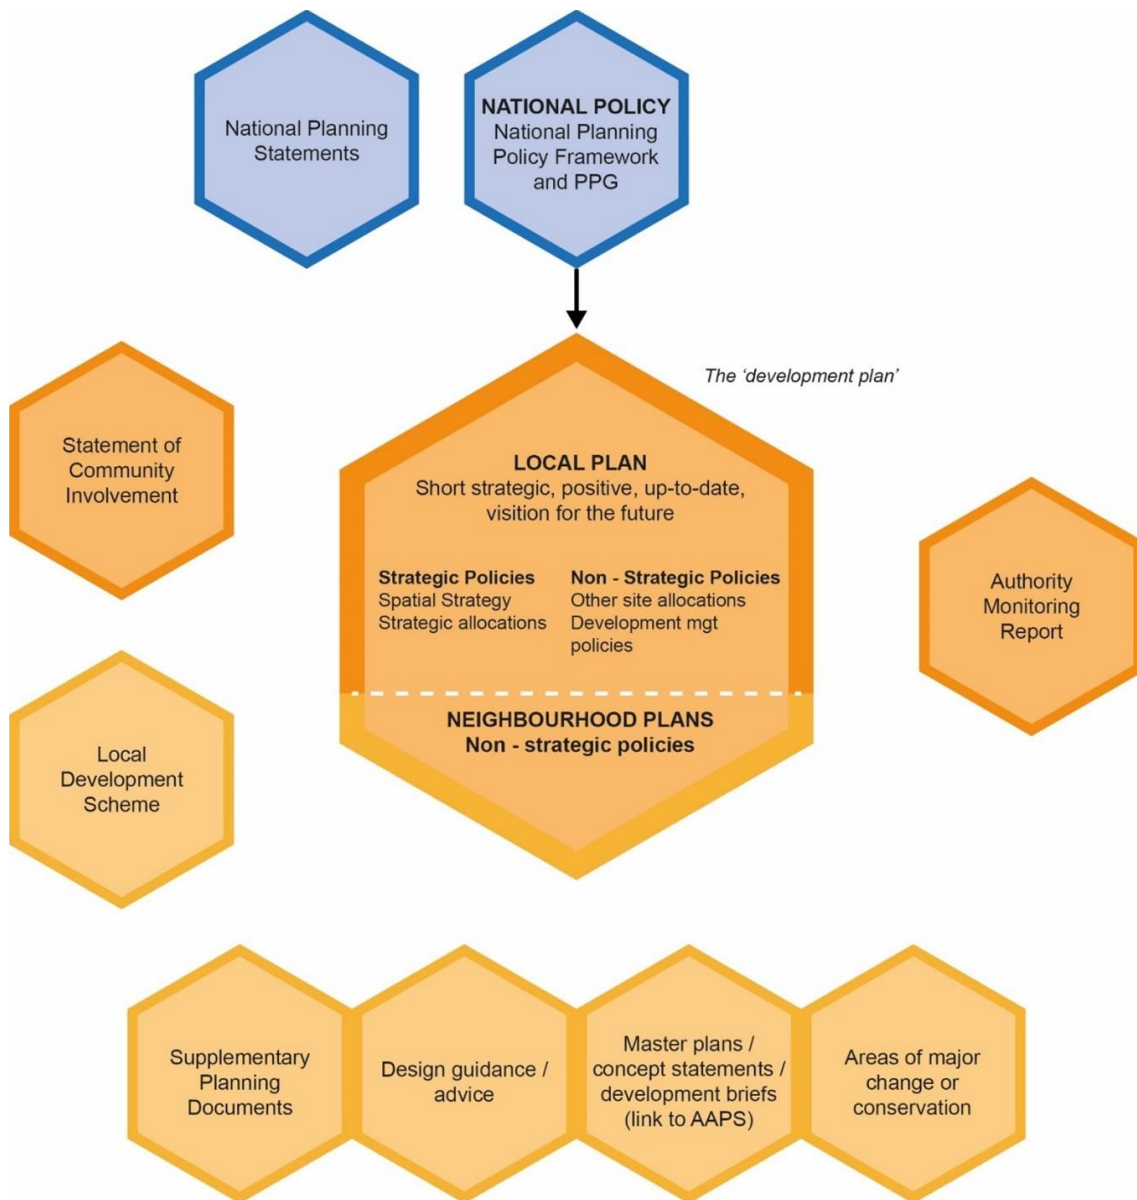 National Planning
Statements
NATIONAL POLICY
National Planning
Policy Framework
and PPG
The ‘development plan’
Statement of
Community
Involvement
LOCAL PLAN
Short strategic, positive, up-to-date,
visition for the future
Strategic Policies
Spatial Strategy
Strategic allocations
Non - Strategic Policies
Other site allocations
Development mgt
policies
Authority
Monitoring
Report
NEIGHBOURHOOD PLANS
Non - strategic policies
Local
Development
Scheme
Supplementary
Planning
Documents
Design guidance /
advice
Master plans /
concept statements /
development briefs
(link to AAPS)
Areas of major
change or
conservation